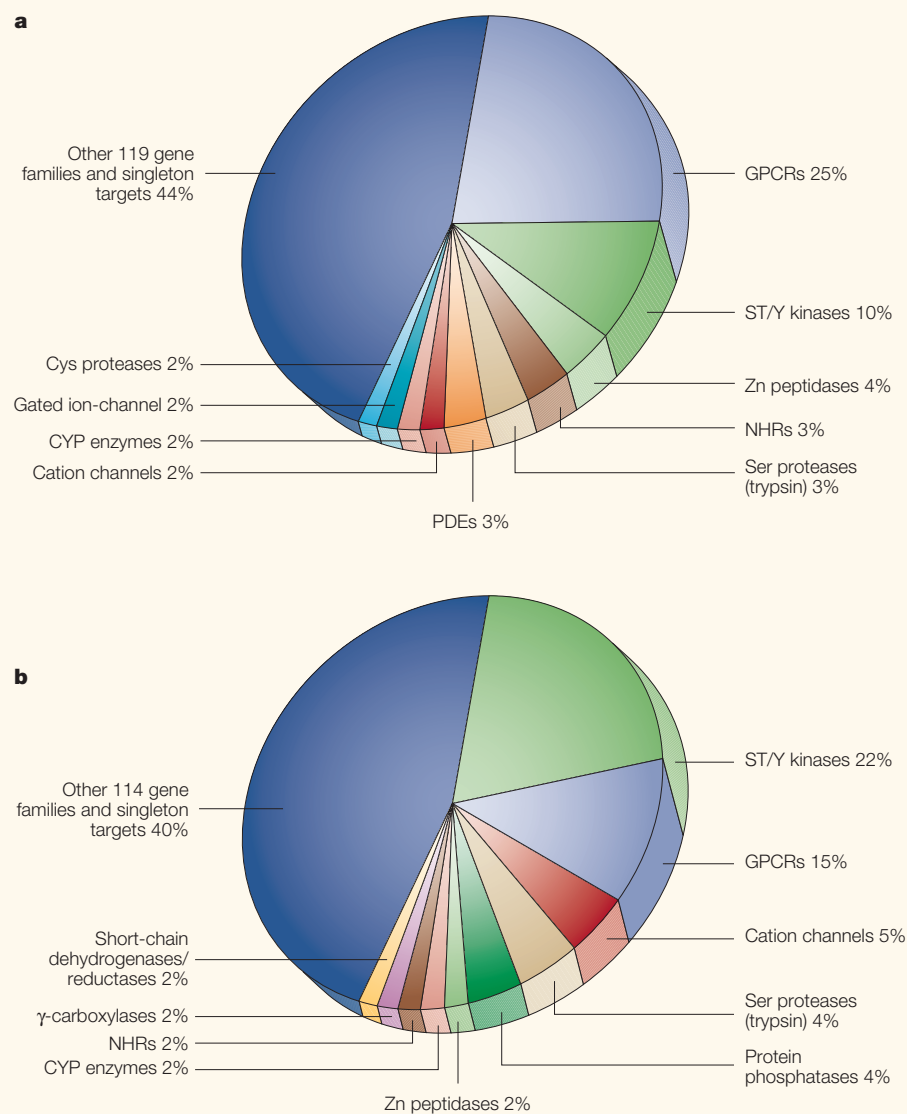 a
Other 119 gene
families and singleton
targets 44%
GPCRs 25%
ST/Y kinases 10%
Zn peptidases 4%
NHRs 3%
Ser proteases
(trypsin) 3%
PDEs 3%
Cation channels 2%
CYP enzymes 2%
Gated ion-channel 2%
Cys proteases 2%
b
Other 114 gene
families and singleton
targets 40%
ST/Y kinases 22%
GPCRs 15%
Cation channels 5%
Ser proteases
(trypsin) 4%
Protein
phosphatases 4%
Zn peptidases 2%
CYP enzymes 2%
NHRs 2%
γ-carboxylases 2%
Short-chain
dehydrogenases/
reductases 2%